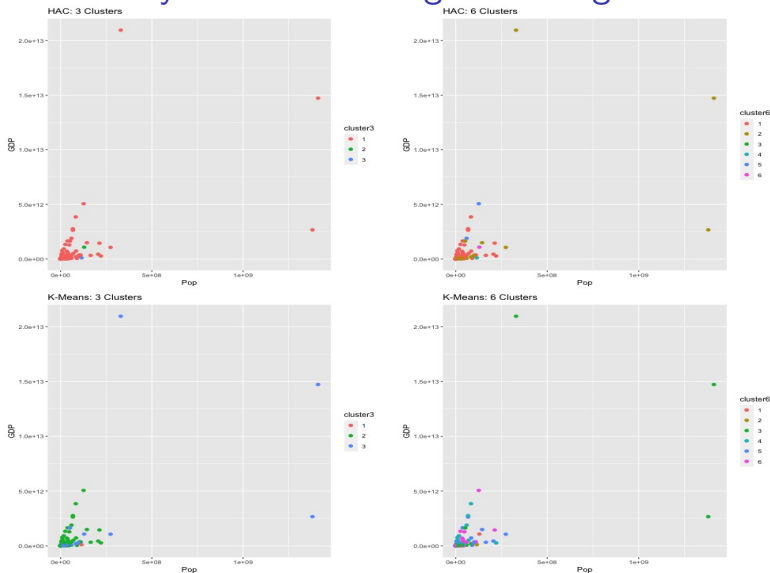 HAC: 3 Clusters
2.0e+13
1.5e+13
1.0e+13
5.0e+12
0.0e+00
GDP
0e+00 5e+08 1e+09
Pop
cluster3
1
2
3
HAC: 6 Clusters
2.0e+13
1.5e+13
1.0e+13
5.0e+12
0.0e+00
GDP
0e+00 5e+08 1e+09
Pop
cluster6
1
2
3
4
5
6
K-Means: 3 Clusters
2.0e+13
1.5e+13
1.0e+13
5.0e+12
0.0e+00
GDP
0e+00 5e+08 1e+09
Pop
cluster3
1
2
3
K-Means: 6 Clusters
2.0e+13
1.5e+13
1.0e+13
5.0e+12
0.0e+00
GDP
0e+00 5e+08 1e+09
Pop
cluster6
1
2
3
4
5
6